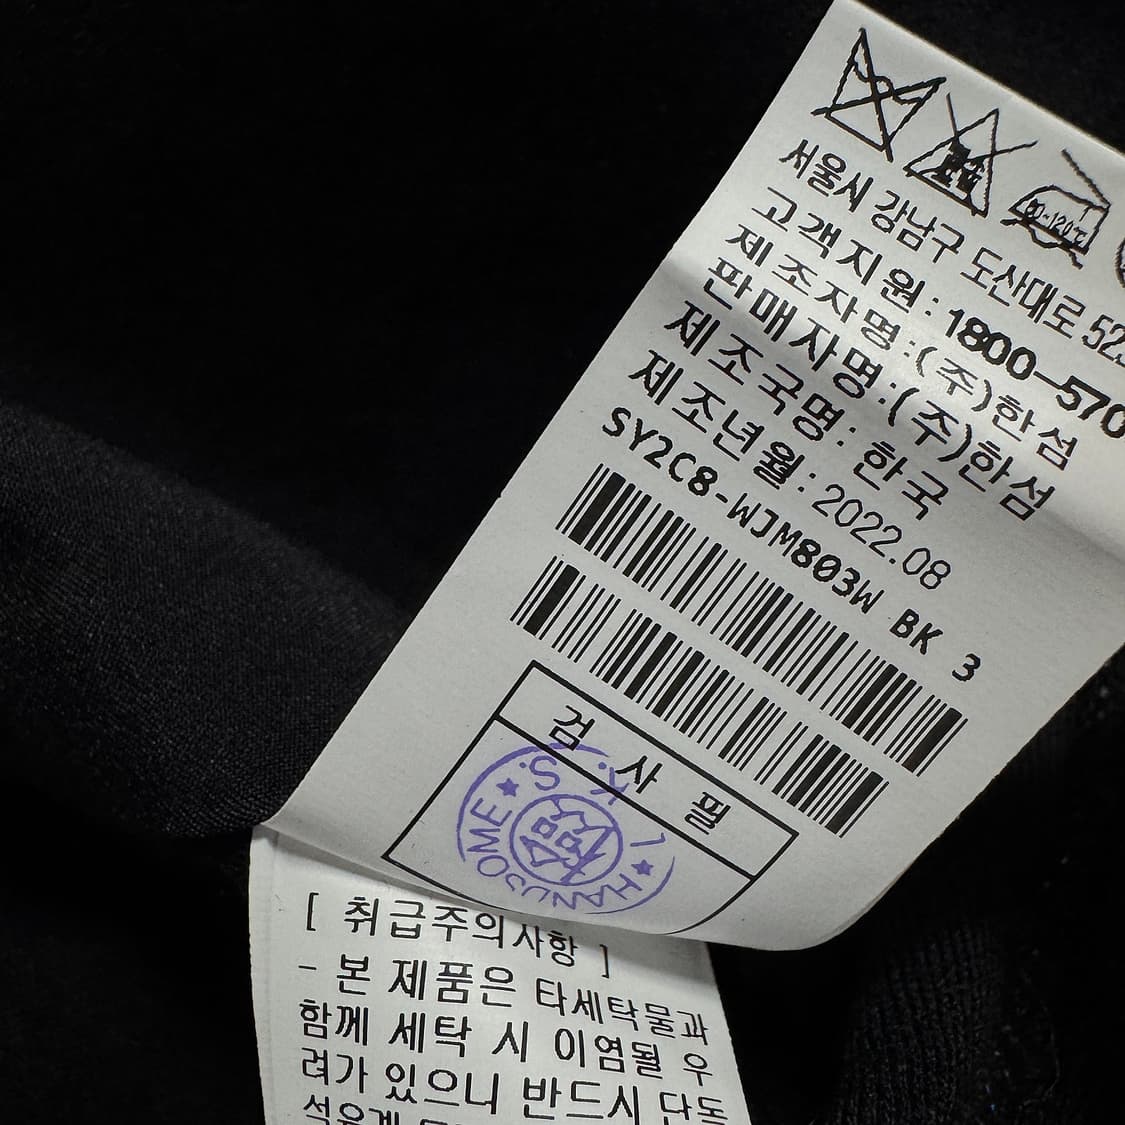 80~120℃
서울시 강남구 도산대로 523
고객지원 : 1800-570
제조자명 : (주)한섬
판매자명 : (주)한섬
제조국명 : 한국
제조년월 : 2022.08
SY2C8-WJM803W BK 3
검사필
K.S.
HANDSOME
檢
[ 취급주의사항 ]
- 본 제품은 타세탁물과
함께 세탁 시 이염될 우
려가 있으니 반드시 단독